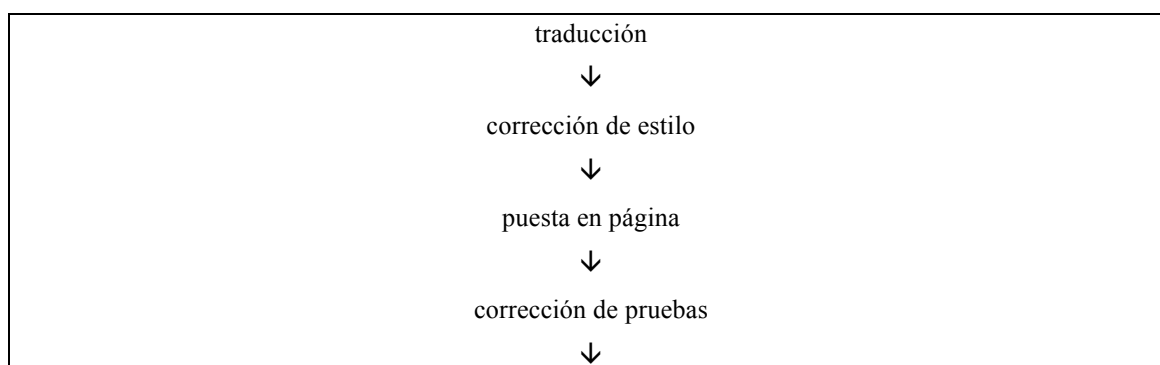 traducción
↓
corrección de estilo
↓
puesta en página
↓
corrección de pruebas
↓